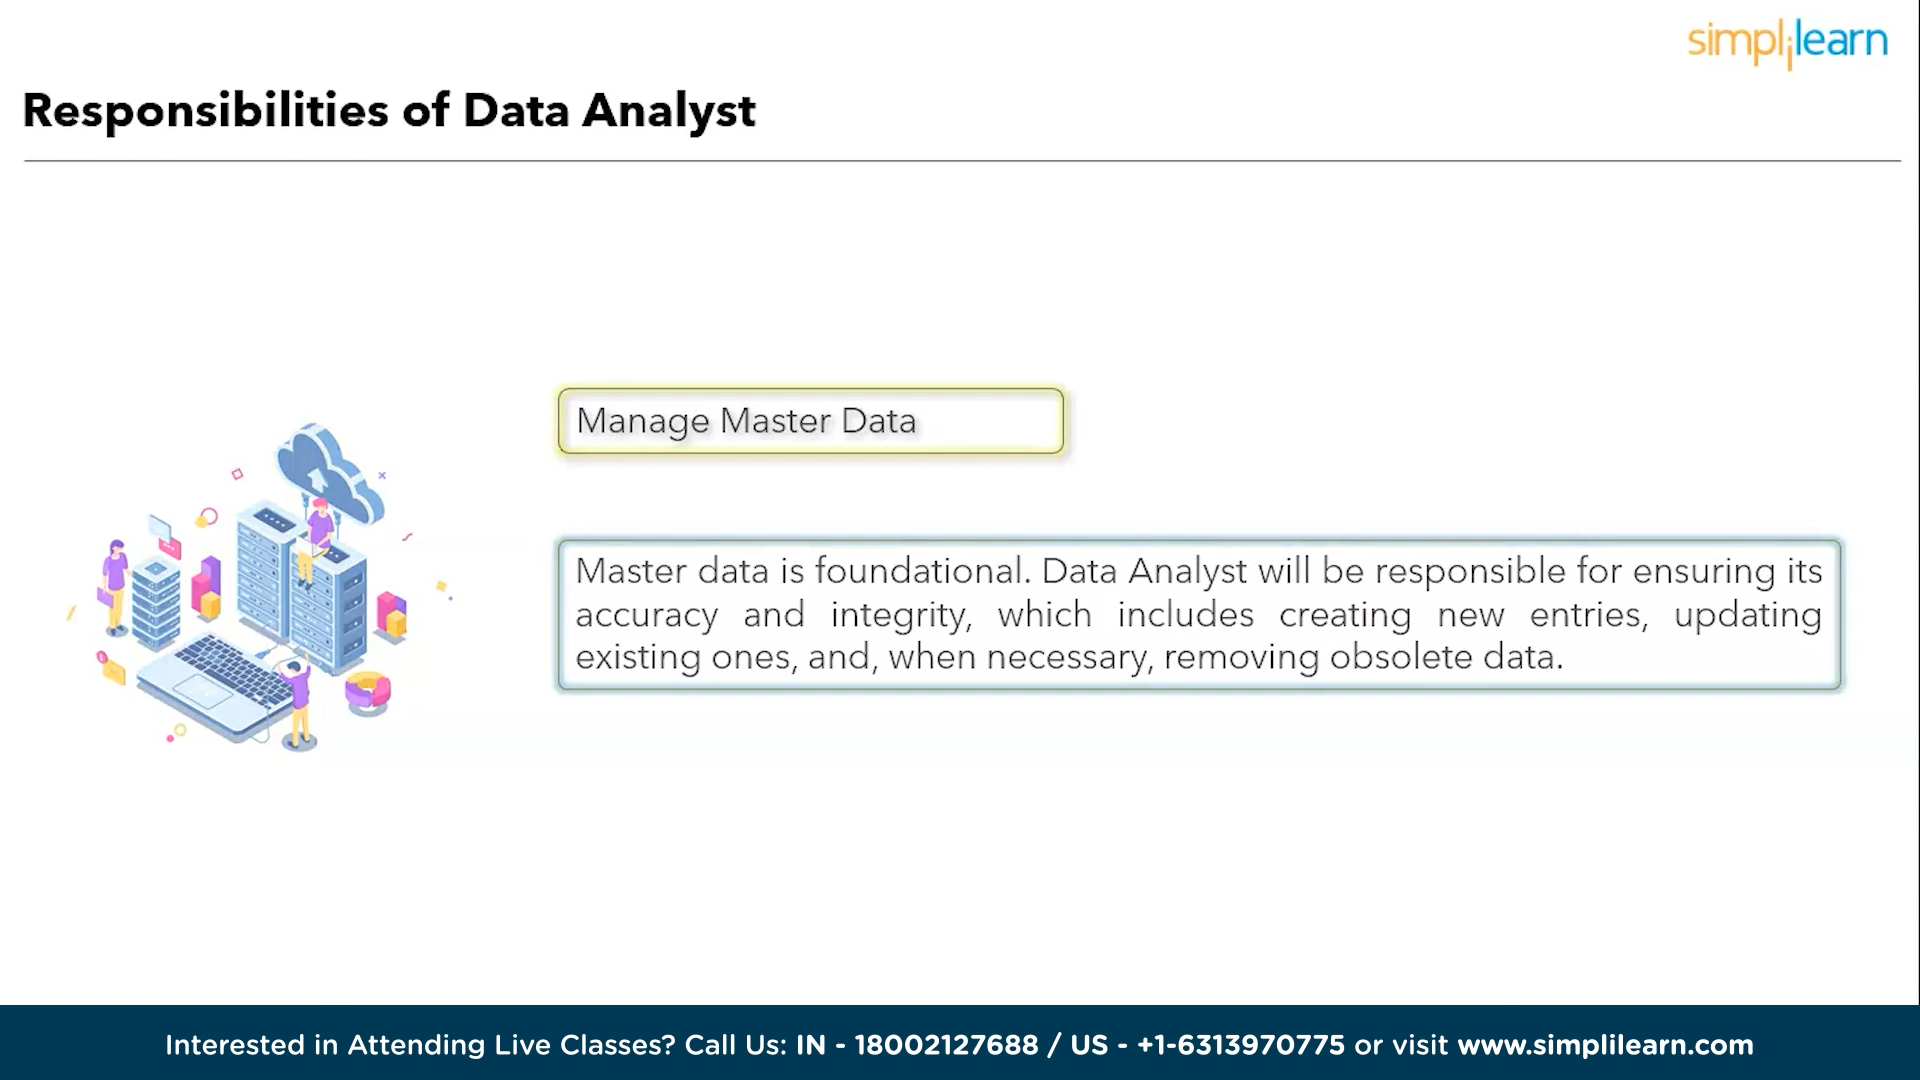 simplilearn
Responsibilities of Data Analyst
Manage Master Data
Master data is foundational. Data Analyst will be responsible for ensuring its
accuracy and integrity, which includes creating new entries, updating
existing ones, and, when necessary, removing obsolete data.
Interested in Attending Live Classes? Call Us: IN - 18002127688 / US - +1-6313970775 or visit www.simplilearn.com